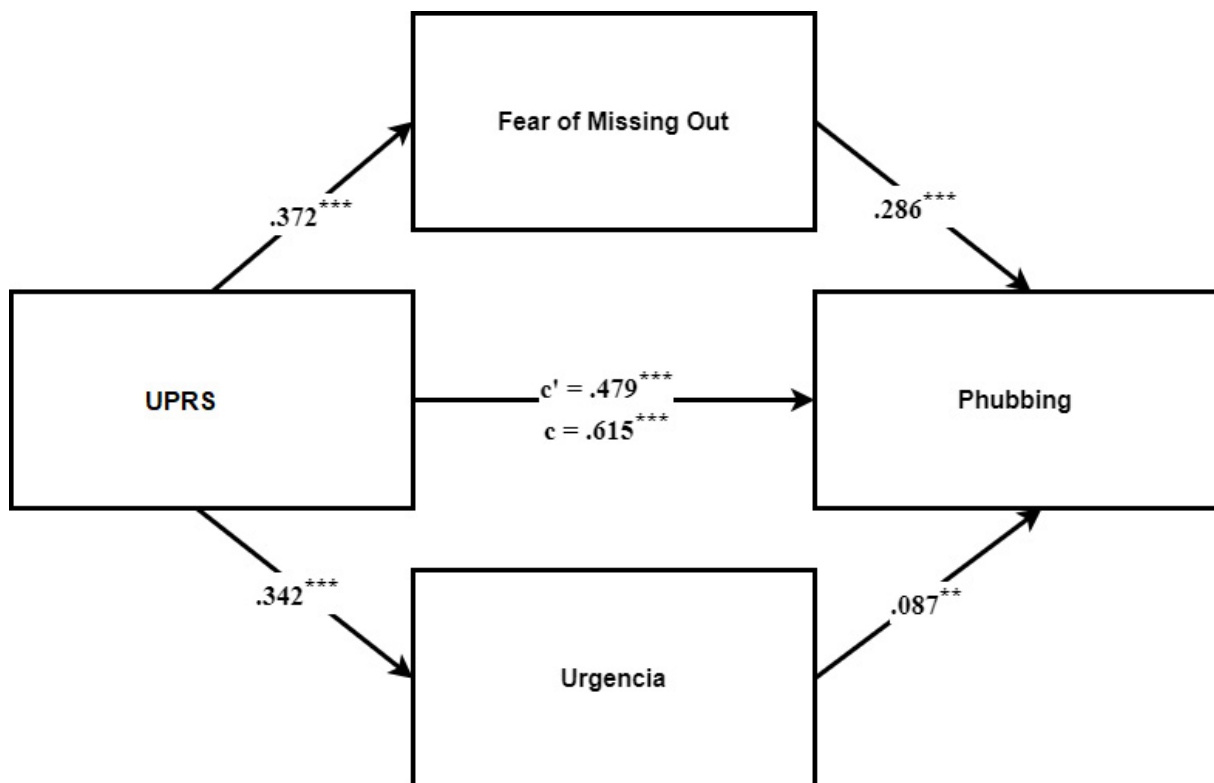 Fear of Missing Out
.372***
.286***
UPRS
c' = .479***
c = .615***
Phubbing
.342***
.087**
Urgencia